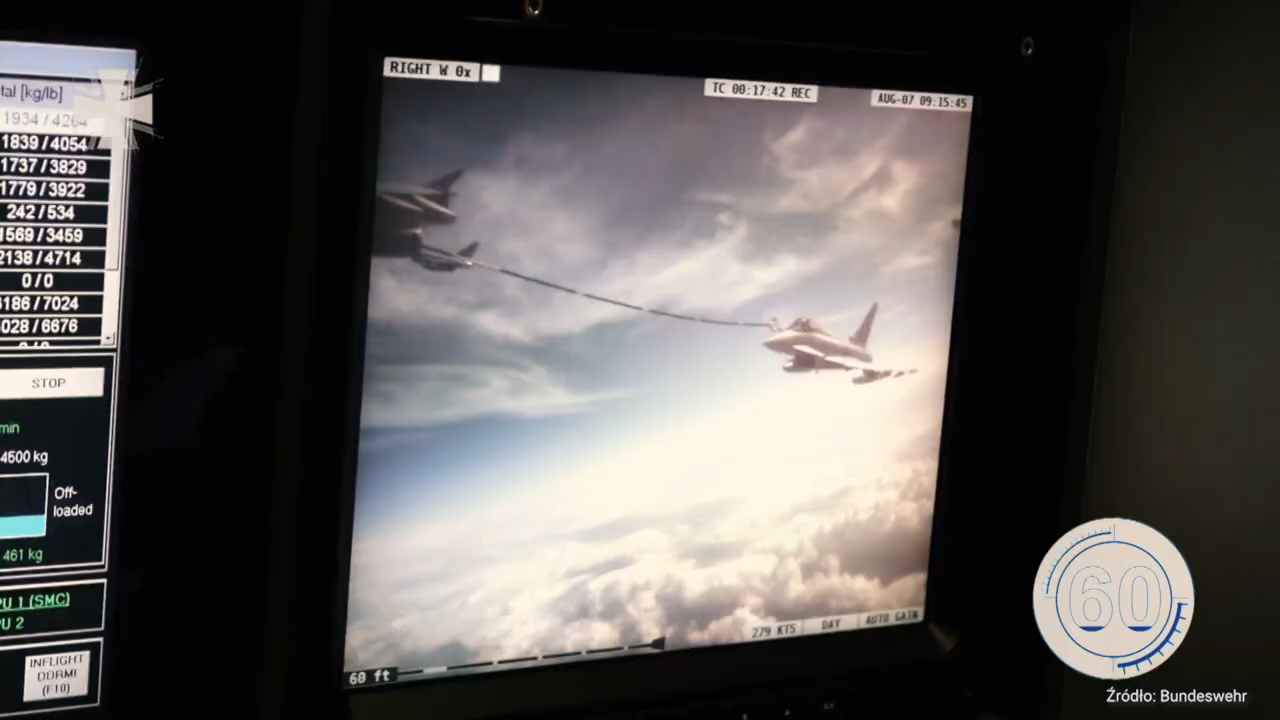 tal [kg/lb]
1934 / 4264
1839 / 4054
1737 / 3829
1779 / 3922
242 / 534
1569 / 3459
2138 / 4714
0 / 0
186 / 7024
028 / 6676
STOP
min
4500 kg
Off-
loaded
461 kg
PU 1 (SMC)
PU 2
INFLIGHT
DORMI
(F10)
RIGHT W 0x
TC 00:17:42 REC
AUG-07 09:15:45
279 KTS DAY AUTO GAIN
60 ft
60
Źródło: Bundeswehr